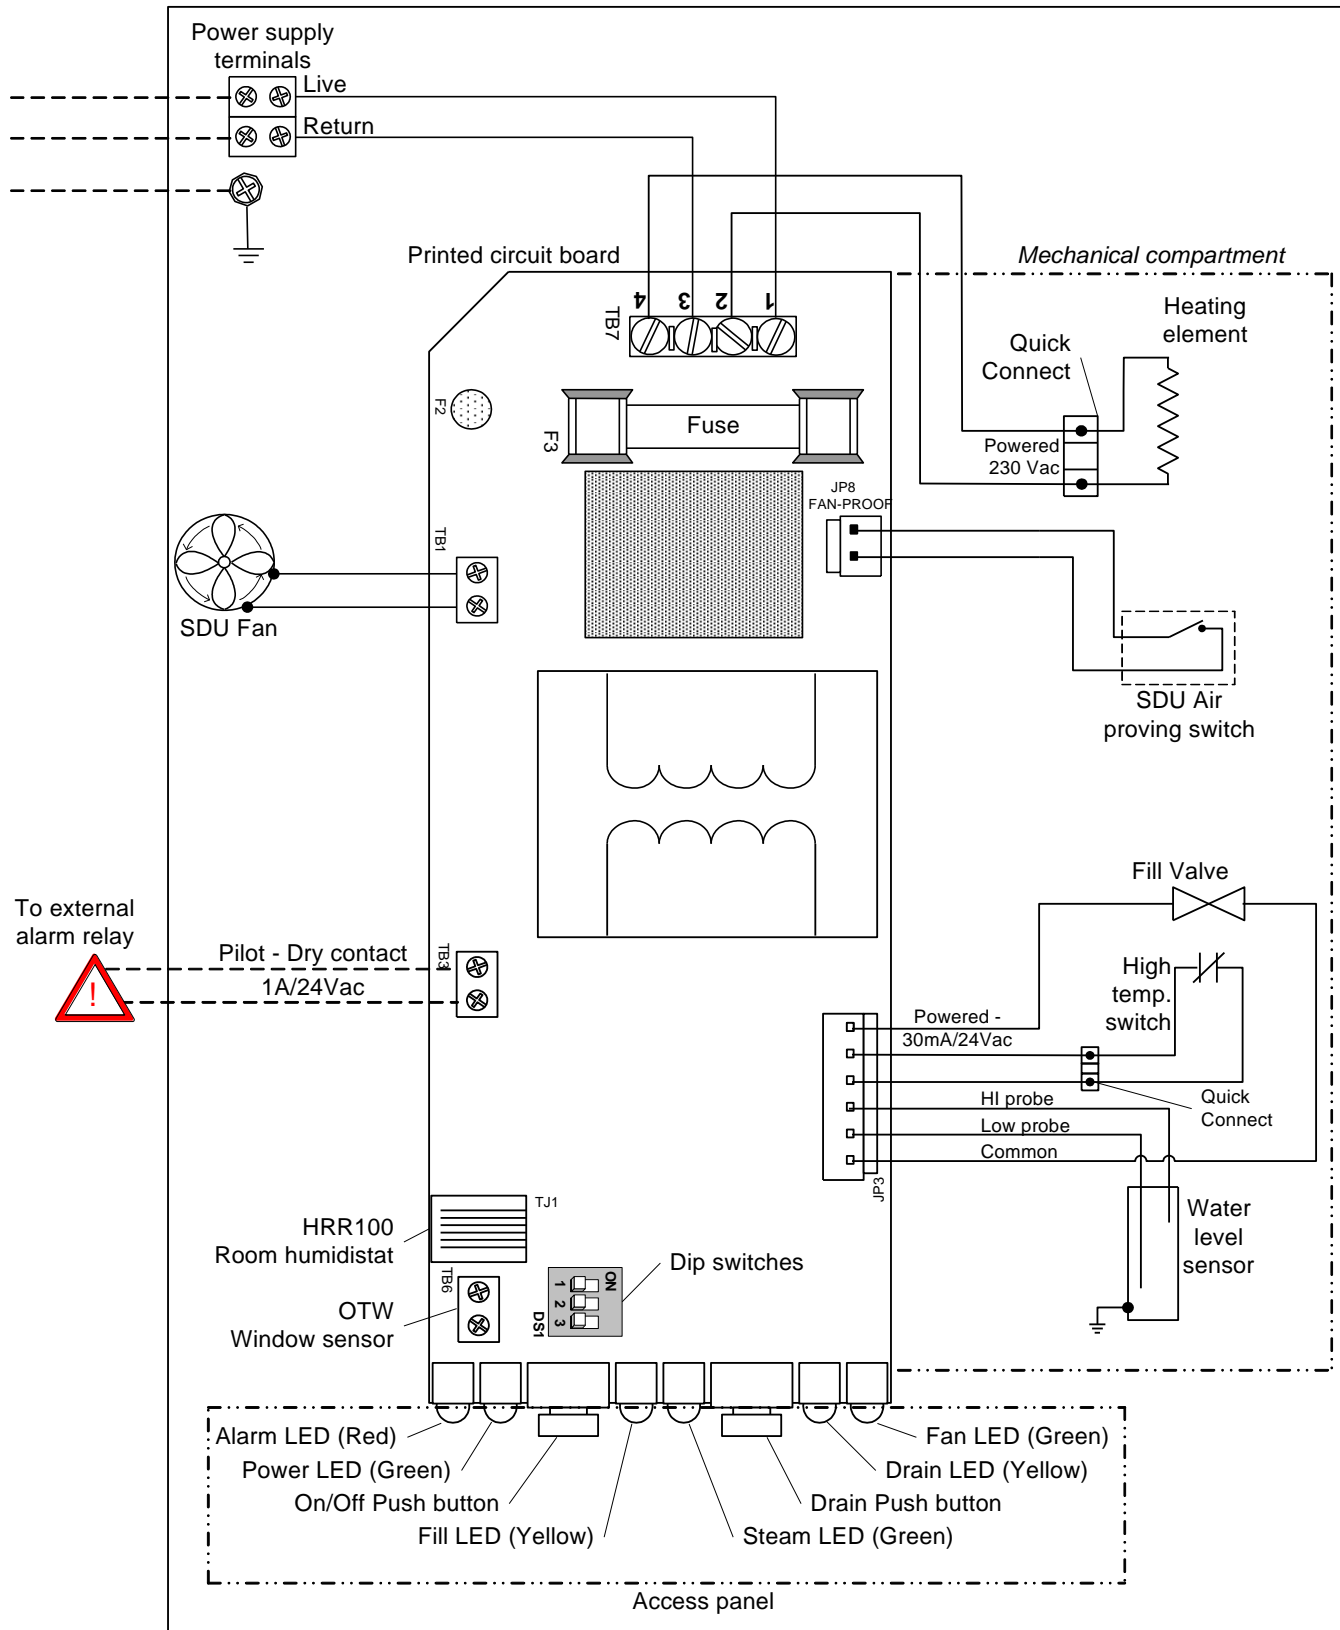 Power supply
terminals
Live
Return
Printed circuit board
Mechanical compartment
4 3 2 1
TB7
Heating
element
Quick
Connect
F2
F3
Fuse
Powered
230 Vac
JP8
FAN-PROOF
TB1
SDU Fan
SDU Air
proving switch
Fill Valve
To external
alarm relay
!
Pilot - Dry contact
1A/24Vac
TB3
High
temp.
switch
Powered -
30mA/24Vac
Quick
Connect
HI probe
Low probe
Common
JP3
Water
level
sensor
TJ1
HRR100
Room humidistat
TB6
OTW
Window sensor
ON
1
2
3
DS1
Dip switches
Alarm LED (Red)
Fan LED (Green)
Power LED (Green)
Drain LED (Yellow)
On/Off Push button
Drain Push button
Fill LED (Yellow)
Steam LED (Green)
Access panel